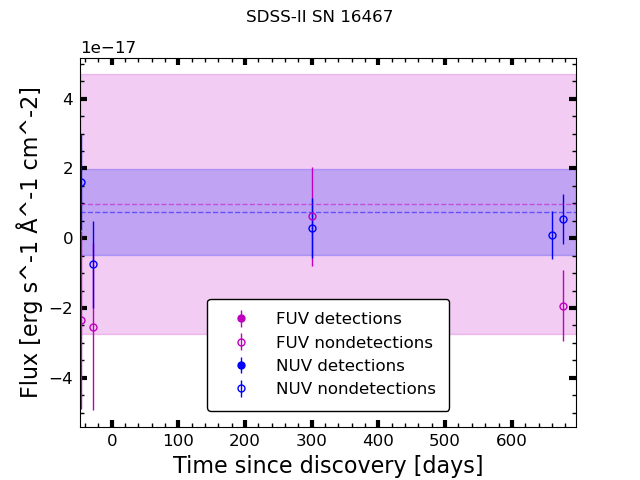 SDSS-II SN 16467
1e−17
4
2
0
−2
−4
Flux [erg s^-1 Å^-1 cm^-2]
FUV detections
FUV nondetections
NUV detections
NUV nondetections
0 100 200 300 400 500 600
Time since discovery [days]